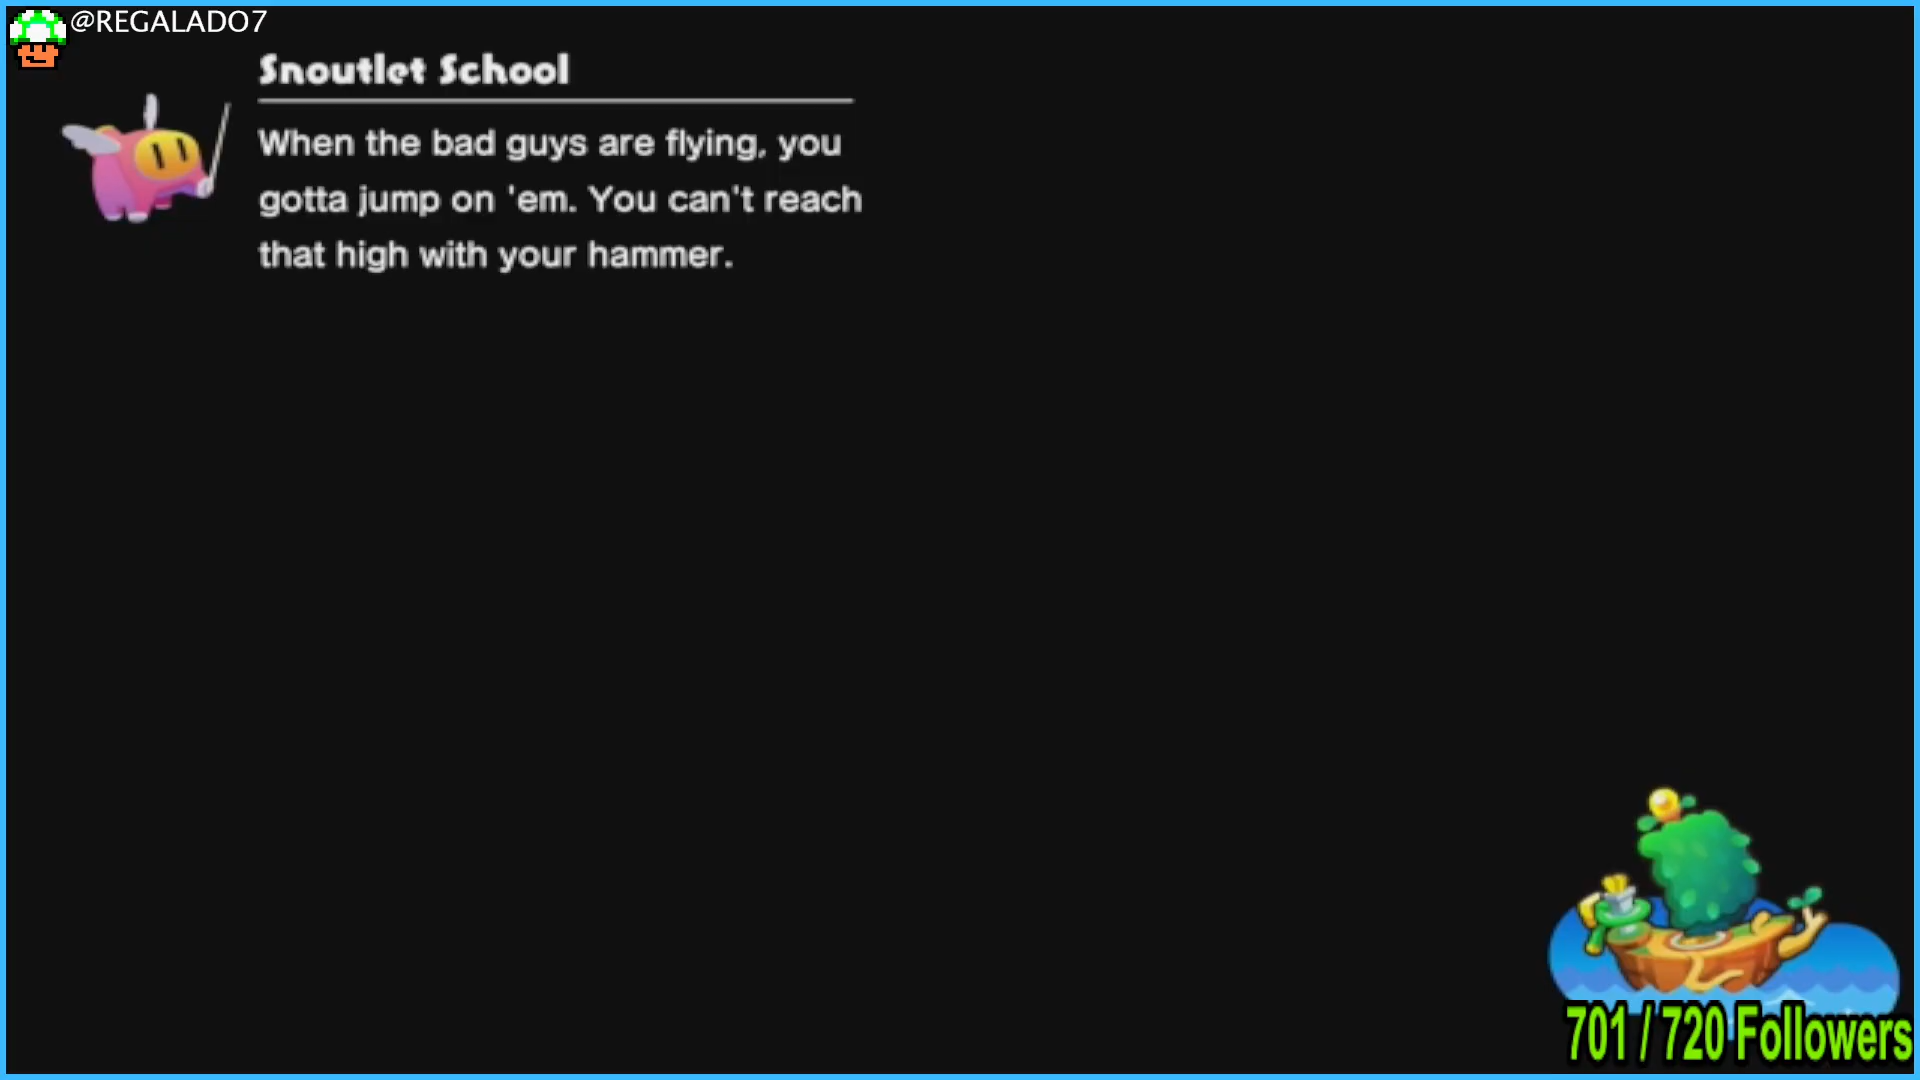 @REGALADO7
Snoutlet School
When the bad guys are flying, you
gotta jump on 'em. You can't reach
that high with your hammer.
701 / 720 Followers